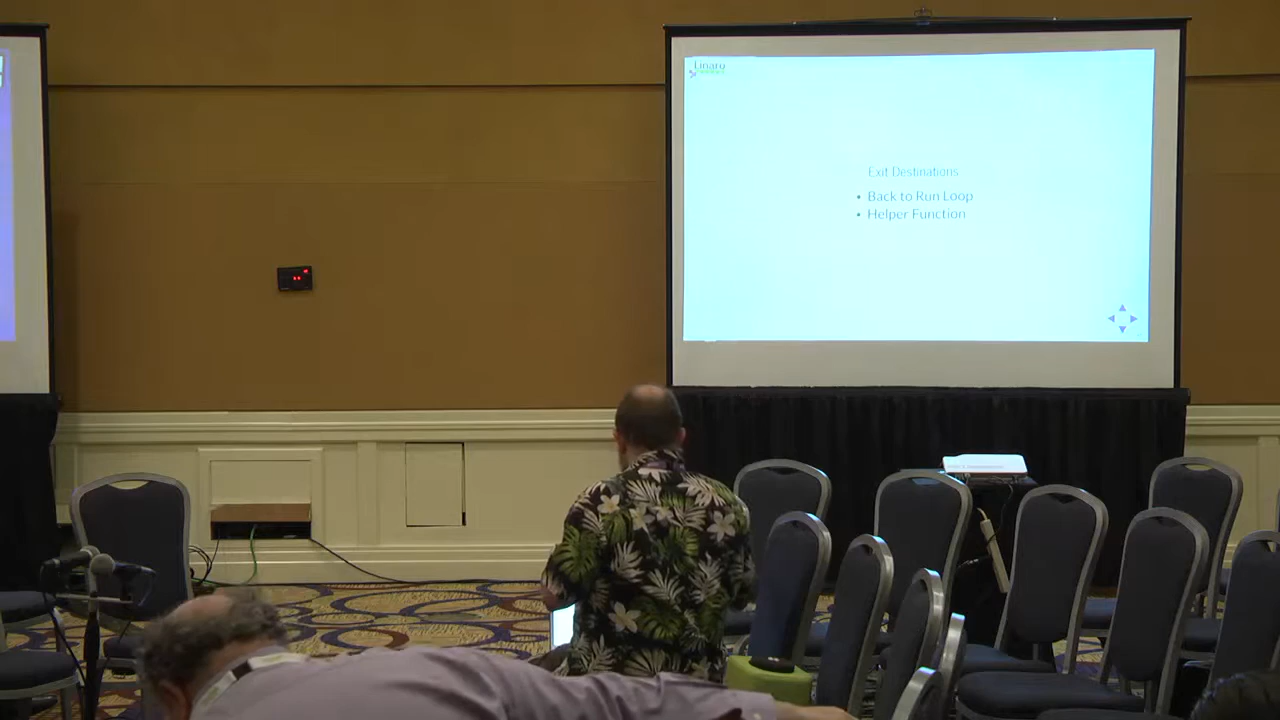 Linaro
Exit Destinations
• Back to Run Loop
• Helper Function